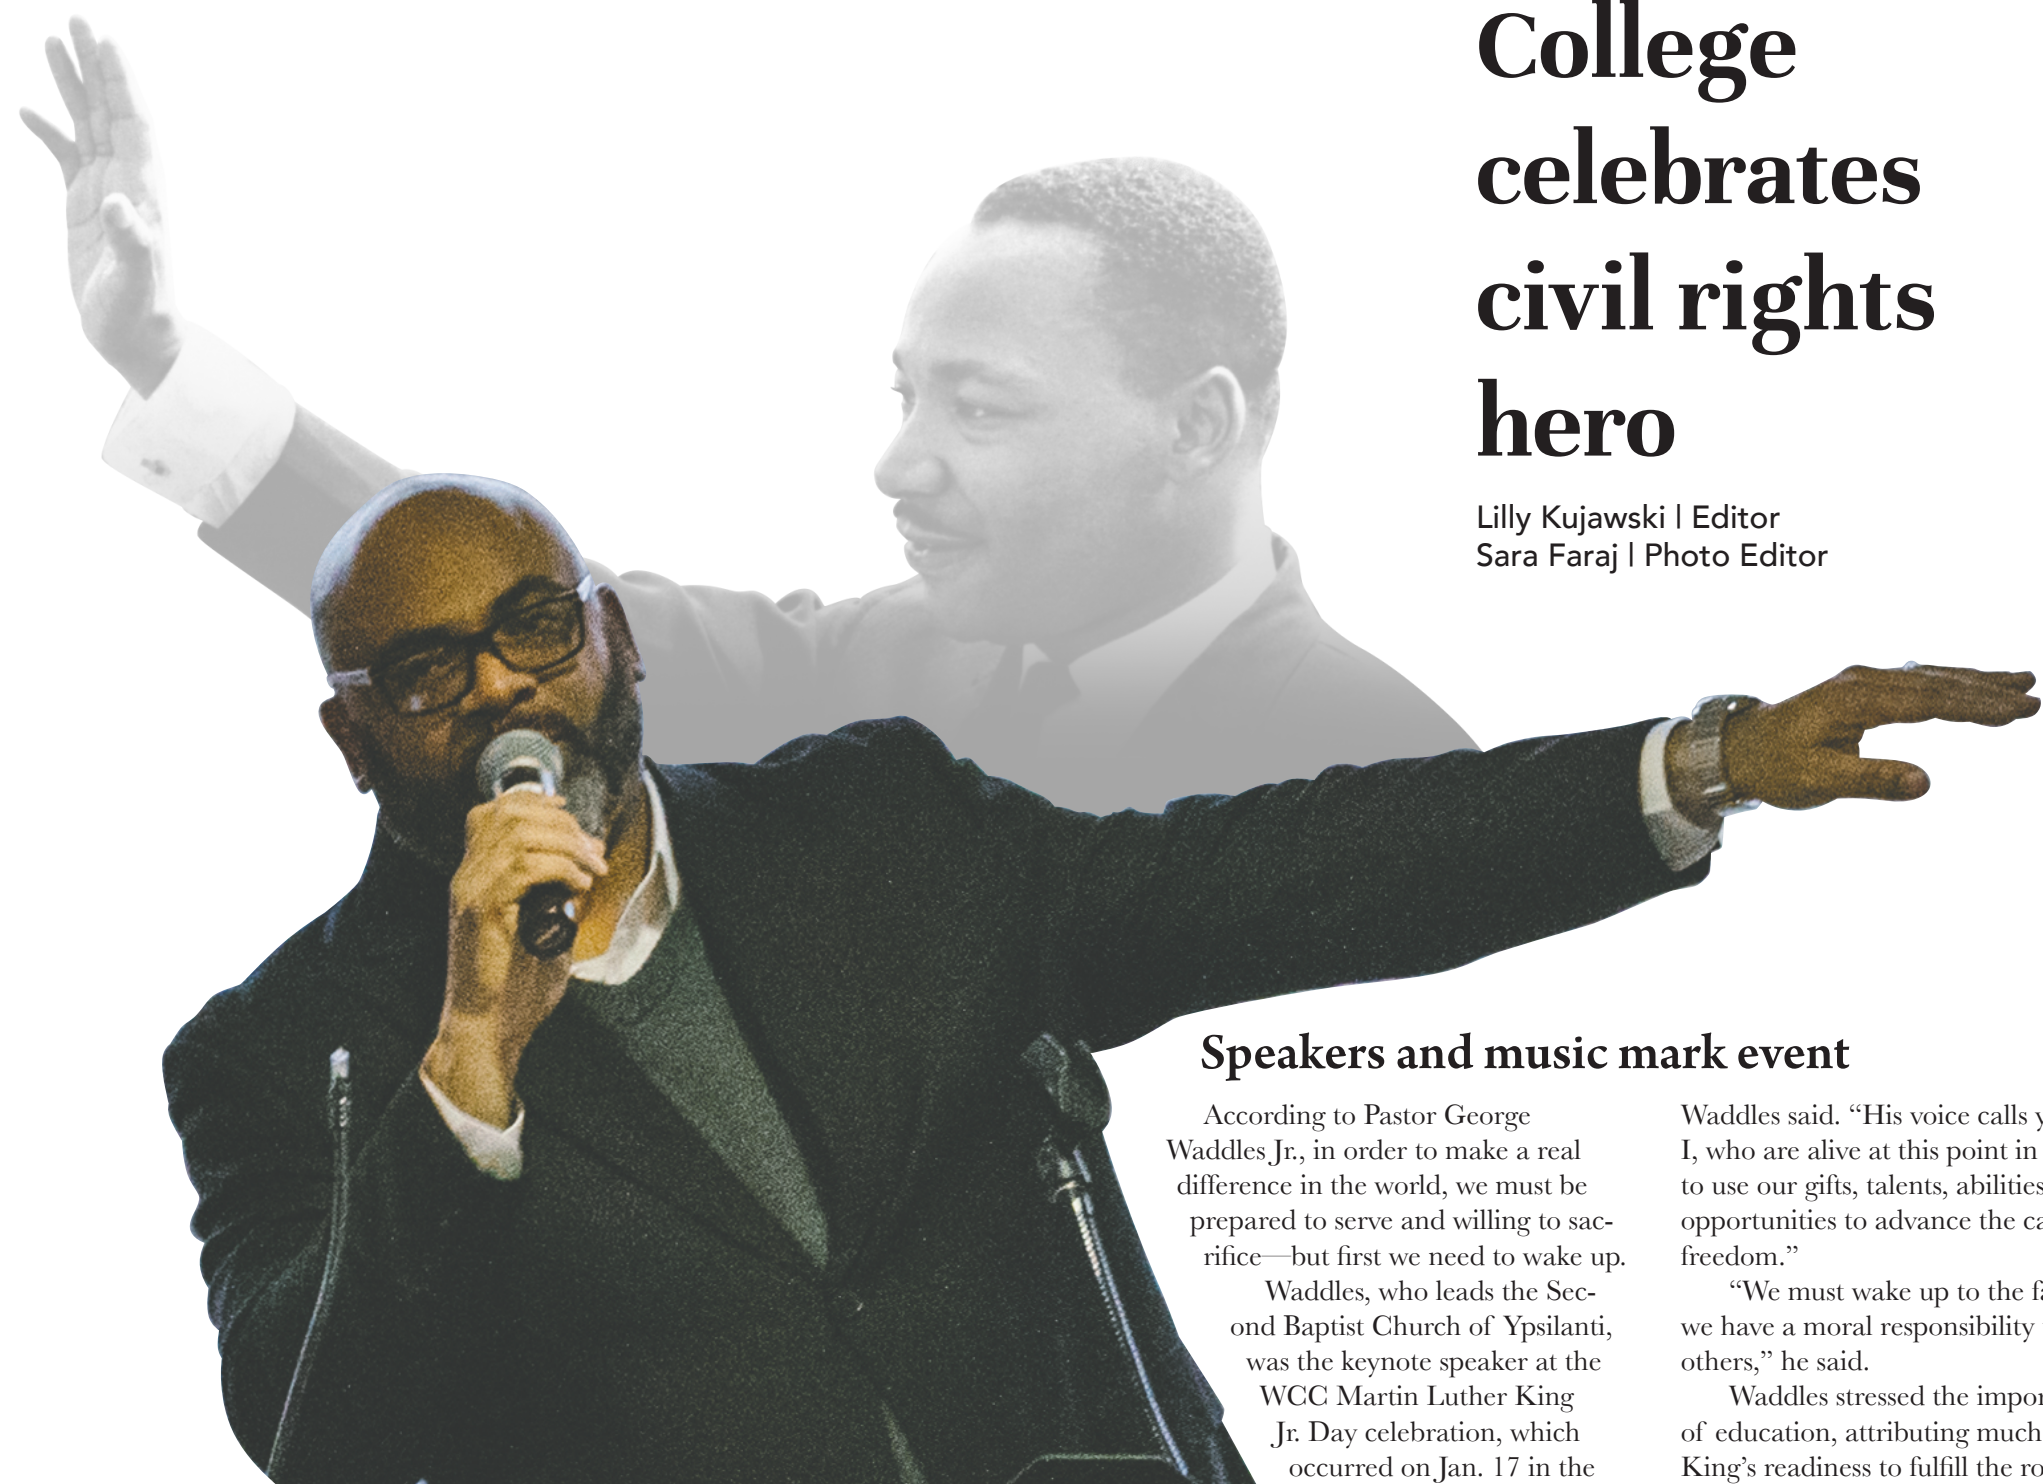 College
celebrates
civil rights
hero
Lilly Kujawski | Editor
Sara Faraj | Photo Editor
Speakers and music mark event
According to Pastor George
Waddles Jr., in order to make a real
difference in the world, we must be
prepared to serve and willing to sac-
rifice—but first we need to wake up.
Waddles, who leads the Sec-
ond Baptist Church of Ypsilanti,
was the keynote speaker at the
WCC Martin Luther King
Jr. Day celebration, which
occurred on Jan. 17 in the
Waddles said. “His voice calls
I, who are alive at this point in
to use our gifts, talents, abilities
opportunities to advance the
freedom.”
“We must wake up to the
we have a moral responsibility
others,” he said.
Waddles stressed the
of education, attributing much
King’s readiness to fulfill the